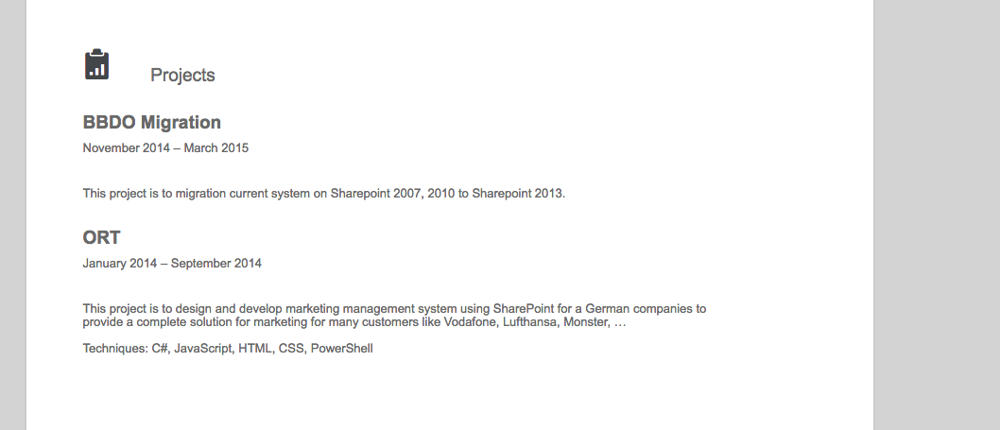 Projects
BBDO Migration
November 2014 – March 2015
This project is to migration current system on Sharepoint 2007, 2010 to Sharepoint 2013.
ORT
January 2014 – September 2014
This project is to design and develop marketing management system using SharePoint for a German companies to
provide a complete solution for marketing for many customers like Vodafone, Lufthansa, Monster, …
Techniques: C#, JavaScript, HTML, CSS, PowerShell